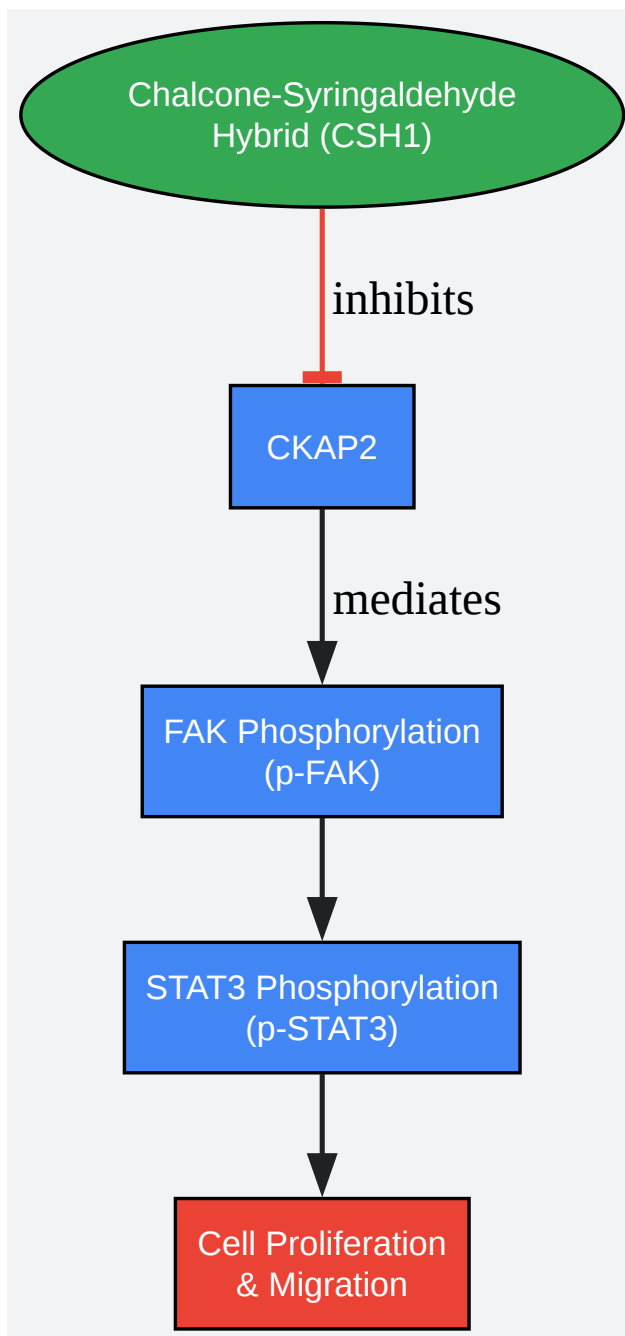 Chalcone-Syringaldehyde
Hybrid (CSH1)
inhibits
CKAP2
mediates
FAK Phosphorylation
(p-FAK)
STAT3 Phosphorylation
(p-STAT3)
Cell Proliferation
& Migration